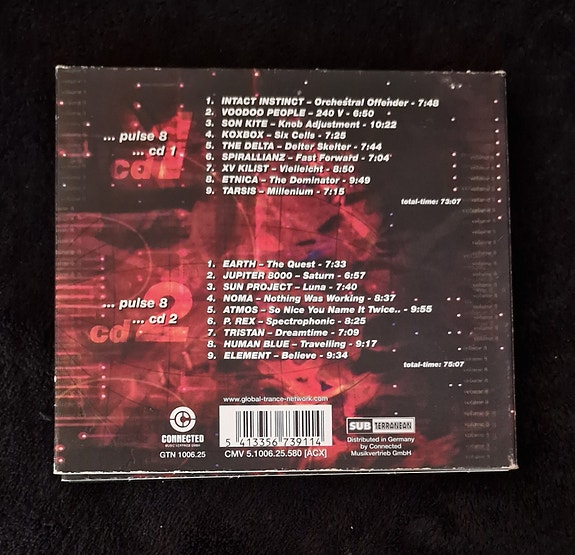 ... pulse 8
... cd 1
cd 1
1. INTACT INSTINCT – Orchestral Offender - 7:48
2. VOODOO PEOPLE – 240 V - 6:50
3. SON KITE – Kneb Adjustment - 10:22
4. KOXBOX – Six Cells - 7:25
5. THE DELTA – Delter Skelter - 7:44
6. SPIRALLIANZ – Fast Forward - 7:04
7. XV KILIST – Vielleicht - 8:50
8. ETNICA – The Dominator - 9:49
9. TARSIS – Millenium - 7:15
total-time: 73:07
... pulse 8
... cd 2
cd 2
1. EARTH – The Quest - 7:33
2. JUPITER 8000 – Saturn - 6:57
3. SUN PROJECT – Luna - 7:40
4. NOMA – Nothing Was Working - 8:37
5. ATMOS – So Nice You Name It Twice.. - 9:55
6. P. REX – Spectrophonic - 8:25
7. TRISTAN – Dreamtime - 7:09
8. HUMAN BLUE – Travelling - 9:17
9. ELEMENT – Believe - 9:34
total-time: 75:07
www.global-trance-network.com
CONNECTED
GTN 1006.25
5 413356 739114
CMV 5.1006.25.580 [ACX]
SUB TERRANEAN
Distributed in Germany
by Connected
Musikvertrieb GmbH